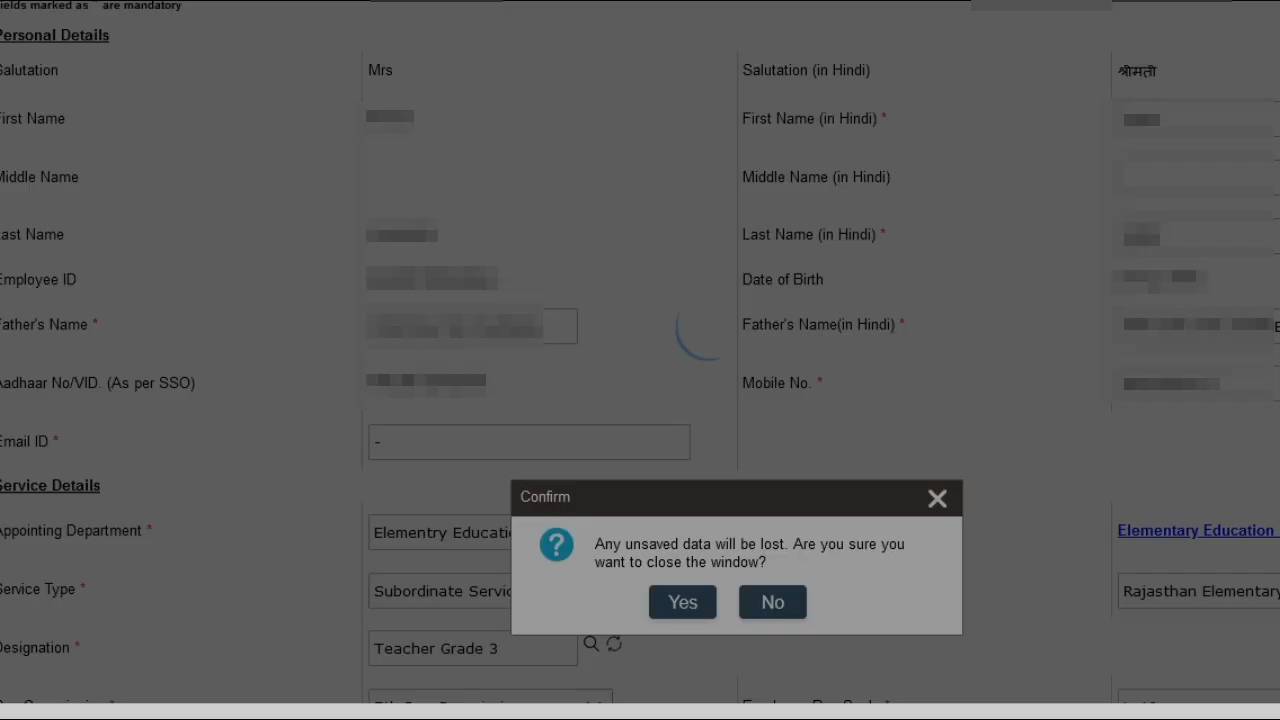 ields marked as * are mandatory
Personal Details
Salutation Mrs Salutation (in Hindi) श्रीमती
First Name First Name (in Hindi) *
Middle Name Middle Name (in Hindi)
Last Name Last Name (in Hindi) *
Employee ID Date of Birth
Father's Name * Father's Name(in Hindi) *
Aadhaar No/VID. (As per SSO) Mobile No. *
Email ID * -
Service Details
Confirm
Appointing Department * Elementry Educati Elementary Education
Any unsaved data will be lost. Are you sure you
want to close the window?
Service Type * Subordinate Servic Rajasthan Elementary
Yes No
Designation * Teacher Grade 3